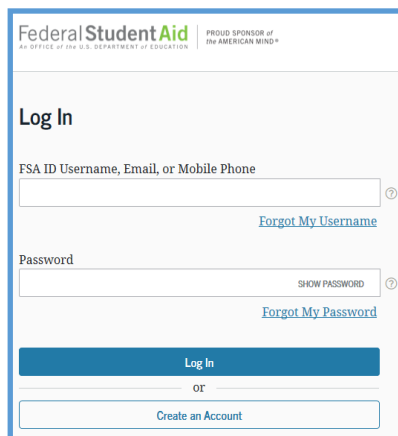 Federal Student Aid
An OFFICE of the U.S. DEPARTMENT of EDUCATION
PROUD SPONSOR of
the AMERICAN MIND®
Log In
FSA ID Username, Email, or Mobile Phone
?
Forgot My Username
Password
SHOW PASSWORD
?
Forgot My Password
Log In
or
Create an Account